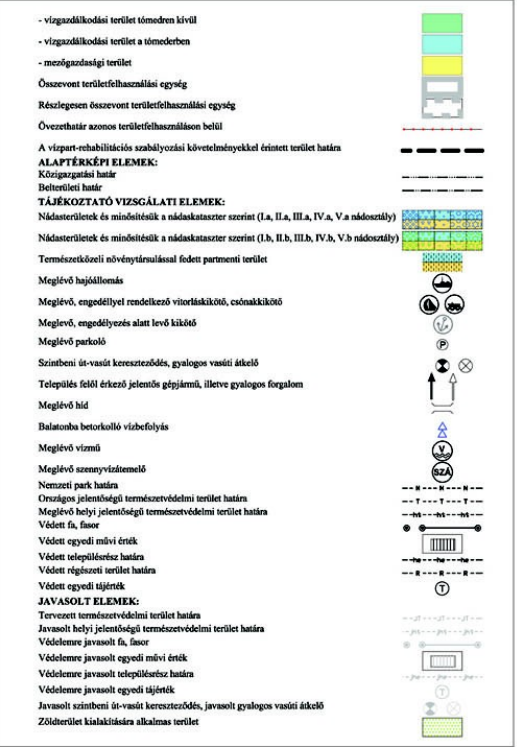 - vízgazdálkodási terület tómedren kívül
- vízgazdálkodási terület a tómederben
- mezőgazdasági terület
Összevont területfelhasználási egység
Részlegesen összevont területfelhasználási egység
Övezethatár azonos területfelhasználáson belül
A vízpart-rehabilitációs szabályozási követelményekkel érintett terület határa
ALAPTÉRKÉPI ELEMEK:
Közigazgatási határ
Belterületi határ
TÁJÉKOZTATÓ VIZSGÁLATI ELEMEK:
Nádasterületek és minősítésük a nádaskataszter szerint (I.a, II.a, III.a, IV.a, V.a nádosztály)
Nádasterületek és minősítésük a nádaskataszter szerint (I.b, II.b, III.b, IV.b, V.b nádosztály)
Természetközeli növénytársulással fedett partmenti terület
Meglévő hajóállomás
Meglévő, engedéllyel rendelkező vitorláskikötő, csónakkikötő
Meglevő, engedélyezés alatt levő kikötő
Meglévő parkoló P
Szintbeni út-vasút kereszteződés, gyalogos vasúti átkelő
Település felől érkező jelentős gépjármű, illetve gyalogos forgalom
Meglévő híd
Balatonba betorkolló vízbefolyás
Meglévő vízmű V
Meglévő szennyvízátemelő SZÁ
Nemzeti park határa N N N
Országos jelentőségű természetvédelmi terület határa T T T
Meglévő helyi jelentőségű természetvédelmi terület határa ht ht ht
Védett fa, fasor
Védett egyedi művi érték
Védett településrész határa he he he
Védett régészeti terület határa R R R
Védett egyedi tájérték T
JAVASOLT ELEMEK:
Tervezett természetvédelmi terület határa
Javasolt helyi jelentőségű természetvédelmi terület határa
Védelemre javasolt fa, fasor
Védelemre javasolt egyedi művi érték
Védelemre javasolt településrész határa
Védelemre javasolt egyedi tájérték T
Javasolt szintbeni út-vasút kereszteződés, javasolt gyalogos vasúti átkelő
Zöldterület kialakítására alkalmas terület